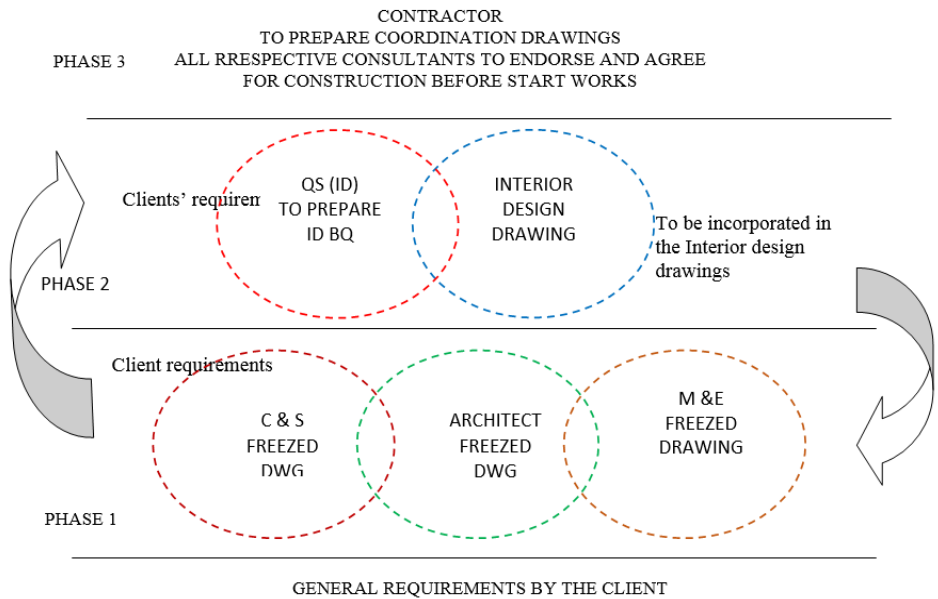 CONTRACTOR
TO PREPARE COORDINATION DRAWINGS
PHASE 3
ALL RRESPECTIVE CONSULTANTS TO ENDORSE AND AGREE
FOR CONSTRUCTION BEFORE START WORKS
Clients’ requirem
QS (ID)
TO PREPARE
ID BQ
INTERIOR
DESIGN
DRAWING
To be incorporated in
the Interior design
drawings
PHASE 2
Client requirements
C & S
FREEZED
DWG
ARCHITECT
FREEZED
DWG
M &E
FREEZED
DRAWING
PHASE 1
GENERAL REQUIREMENTS BY THE CLIENT